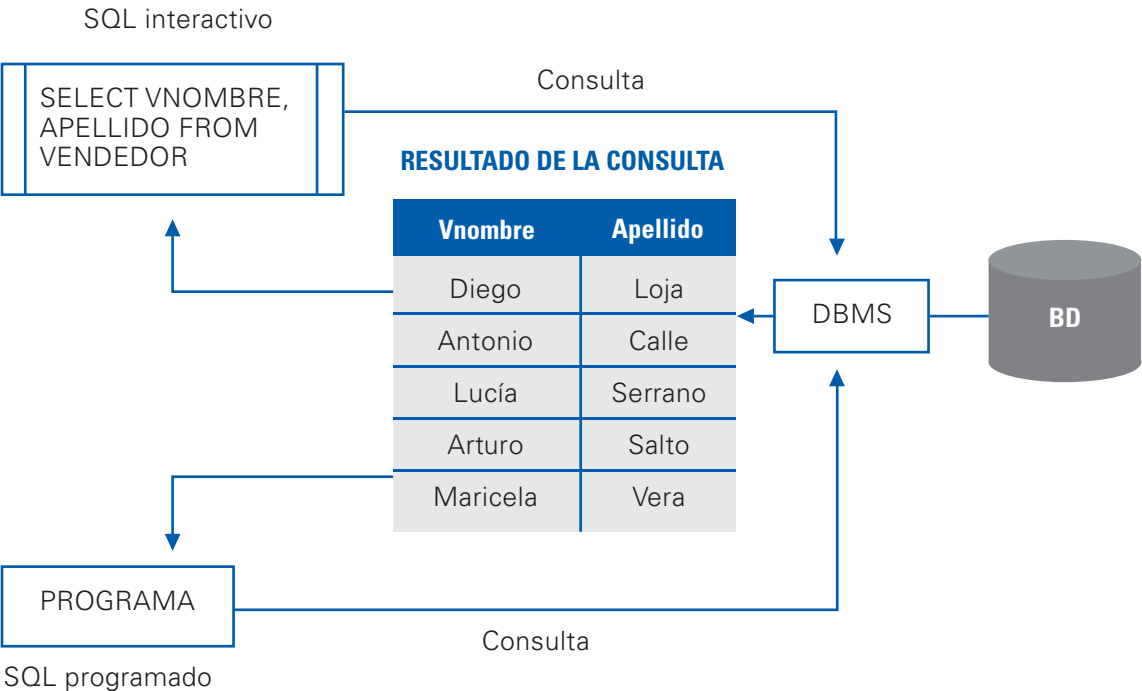 SQL interactivo
SELECT VNOMBRE,
APELLIDO FROM
VENDEDOR
Consulta
RESULTADO DE LA CONSULTA
Vnombre Apellido
Diego Loja
Antonio Calle
Lucía Serrano
Arturo Salto
Maricela Vera
DBMS
BD
PROGRAMA
Consulta
SQL programado